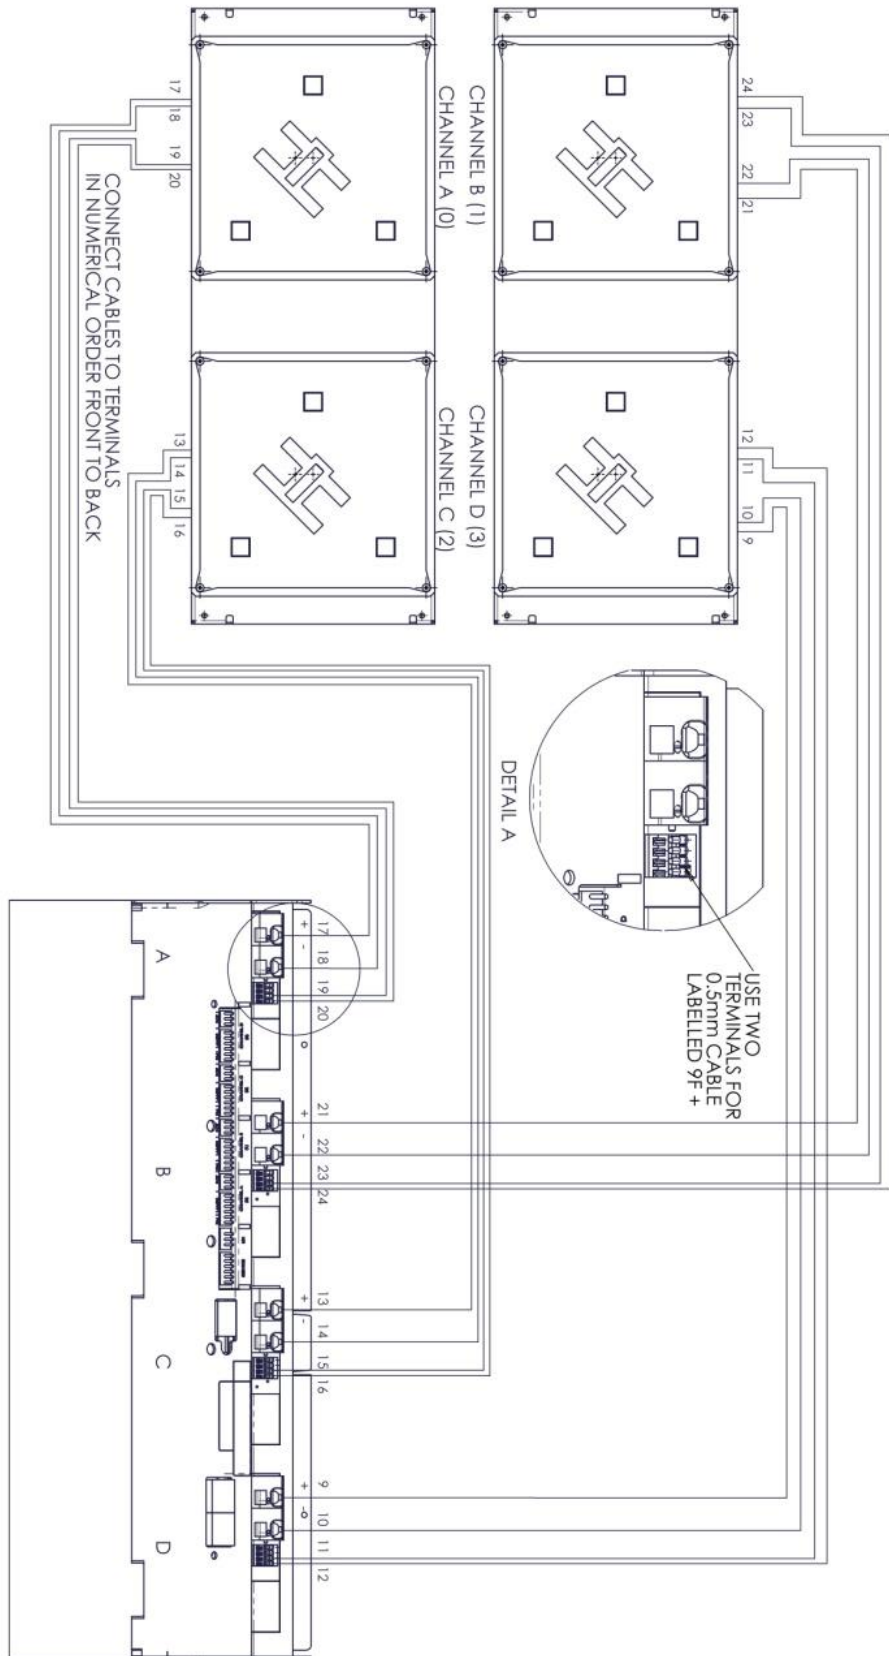 17
18
19
20
CONNECT CABLES TO TERMINALS
IN NUMERICAL ORDER FRONT TO BACK
CHANNEL A (0)
CHANNEL B (1)
24
23
22
21
13
14
15
16
CHANNEL C (2)
CHANNEL D (3)
12
11
10
9
DETAIL A
USE TWO
TERMINALS FOR
0.5mm CABLE
LABELLED 9F +
A
+ -
17 18 19 20
B
+ -
21 22 23 24
C
+ -
13 14 15 16
D
+ -
9 10 11 12